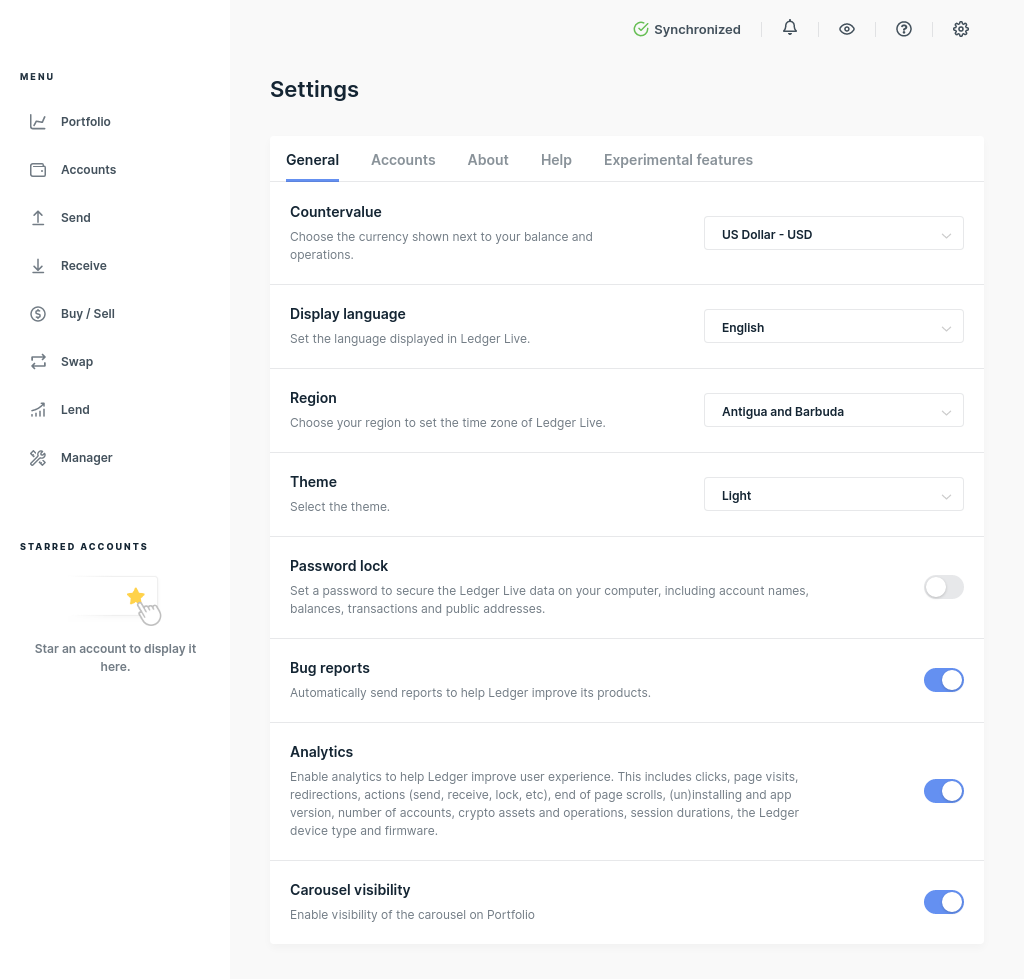 Synchronized
MENU
Portfolio
Accounts
Send
Receive
Buy / Sell
Swap
Lend
Manager
STARRED ACCOUNTS
Star an account to display it
here.
Settings
General
Accounts
About
Help
Experimental features
Countervalue
Choose the currency shown next to your balance and
operations.
US Dollar - USD
Display language
Set the language displayed in Ledger Live.
English
Region
Choose your region to set the time zone of Ledger Live.
Antigua and Barbuda
Theme
Select the theme.
Light
Password lock
Set a password to secure the Ledger Live data on your computer, including account names,
balances, transactions and public addresses.
Bug reports
Automatically send reports to help Ledger improve its products.
Analytics
Enable analytics to help Ledger improve user experience. This includes clicks, page visits,
redirections, actions (send, receive, lock, etc), end of page scrolls, (un)installing and app
version, number of accounts, crypto assets and operations, session durations, the Ledger
device type and firmware.
Carousel visibility
Enable visibility of the carousel on Portfolio